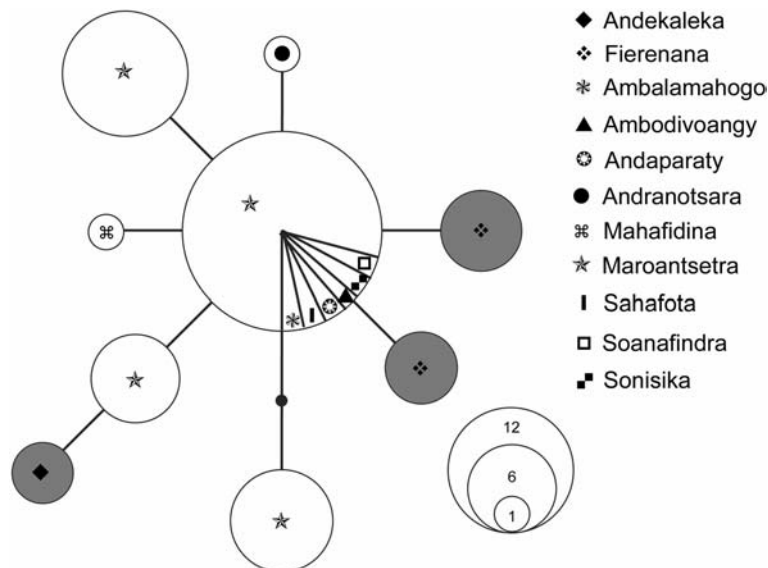 Andekaleka
Fierenana
Ambalamahogo
Ambodivoangy
Andaparaty
Andranotsara
Mahafidina
Maroantsetra
Sahafota
Soanafindra
Sonisika
12
6
1